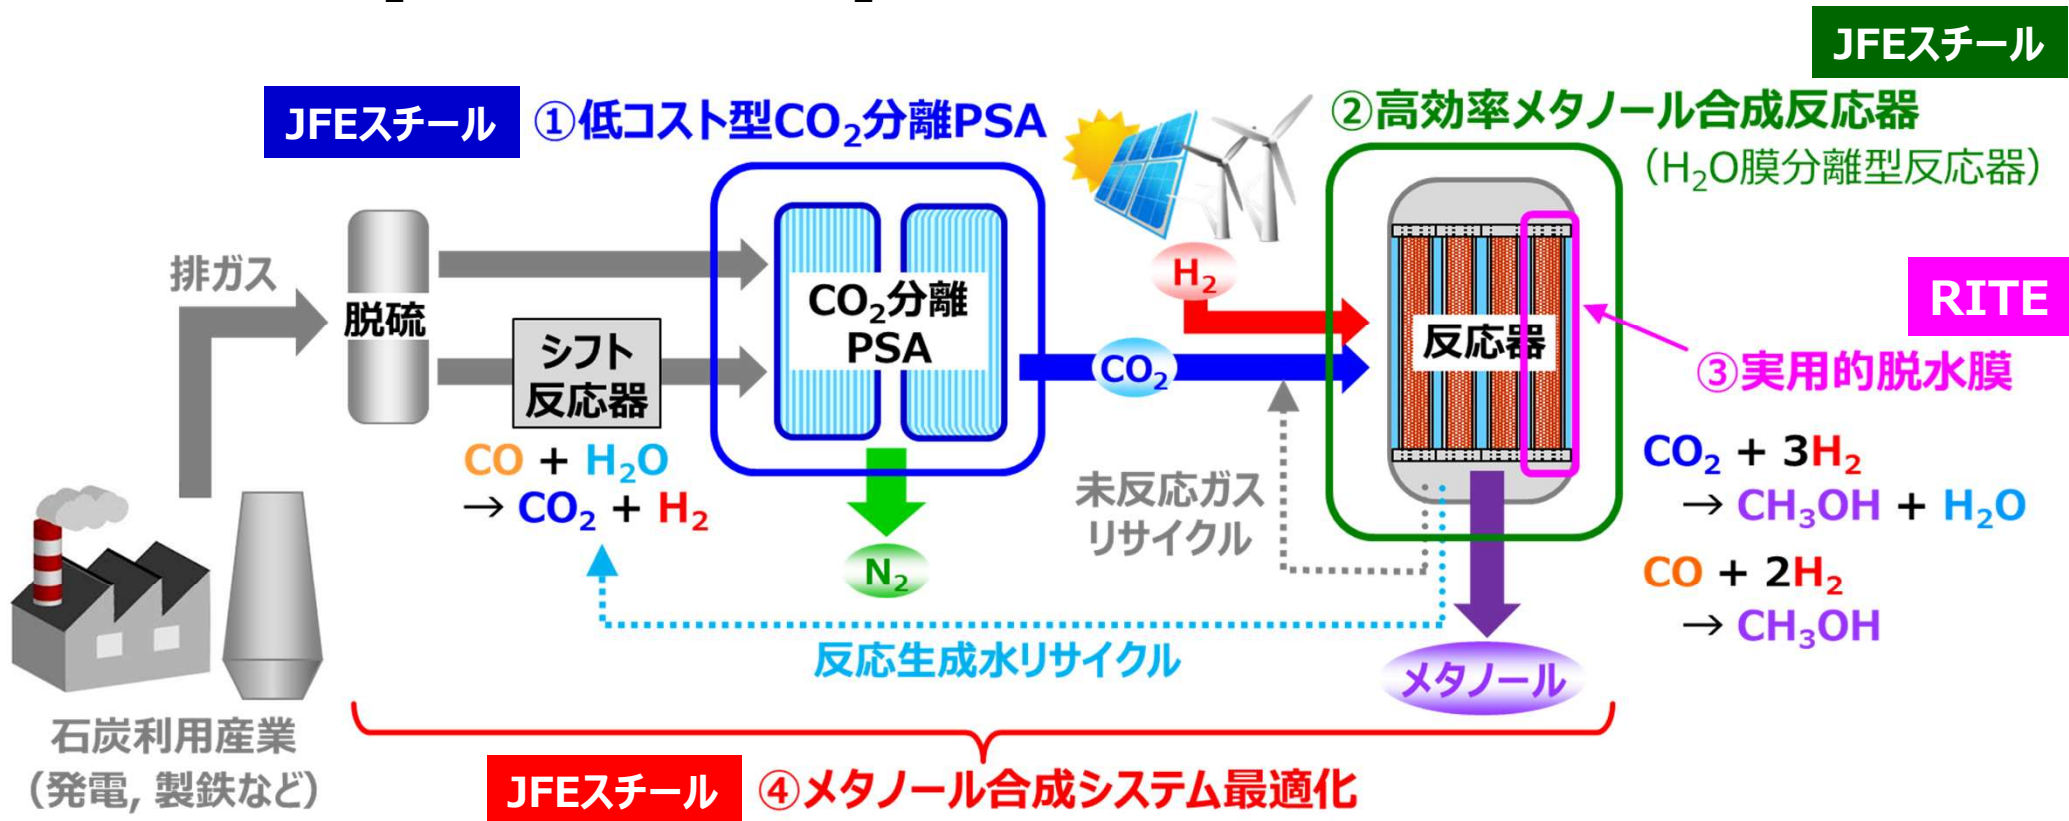 JFEスチール
JFEスチール
①低コスト型CO₂分離PSA
②高効率メタノール合成反応器
（H₂O膜分離型反応器）
排ガス
脱硫
シフト
反応器
CO + H₂O
→ CO₂ + H₂
CO₂分離
PSA
N₂
H₂
CO₂
反応器
RITE
③実用的脱水膜
CO₂ + 3H₂
→ CH₃OH + H₂O
CO + 2H₂
→ CH₃OH
未反応ガス
リサイクル
反応生成水リサイクル
メタノール
石炭利用産業
（発電, 製鉄など）
JFEスチール
④メタノール合成システム最適化